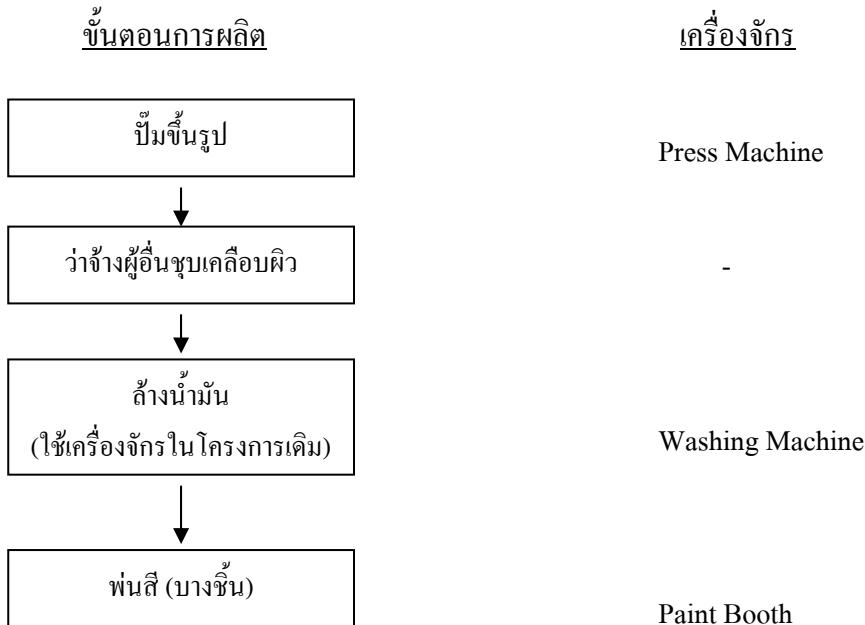 ขั้นตอนการผลิต เครื่องจักร
ปั๊มขึ้นรูป Press Machine
ว่าจ้างผู้อื่นชุบเคลือบผิว -
ล้างน้ำมัน
(ใช้เครื่องจักรในโครงการเดิม) Washing Machine
พ่นสี (บางชิ้น)
Paint Booth